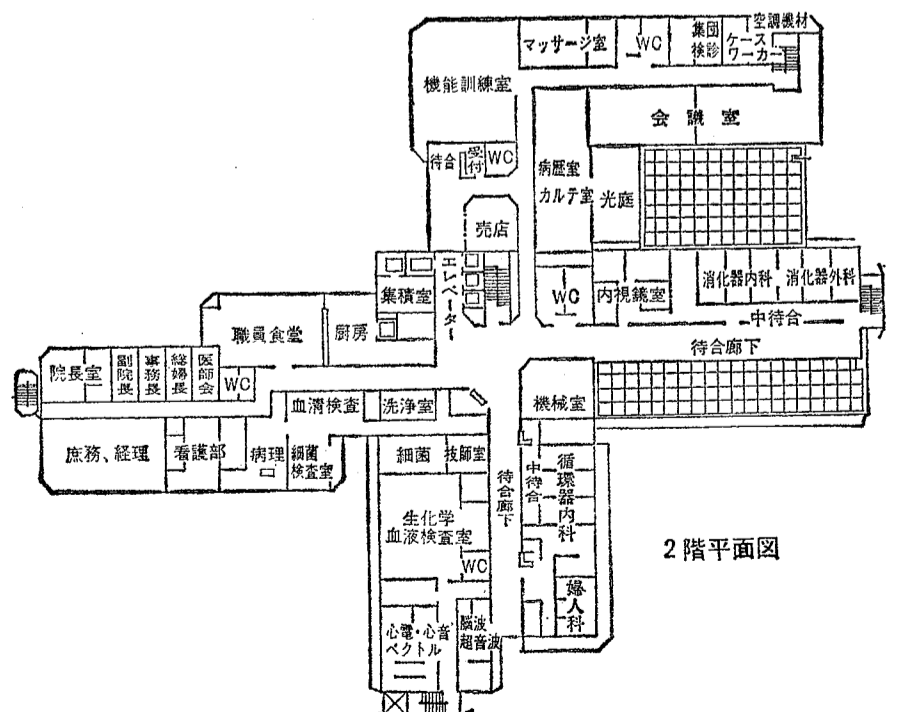 空調機材
マッサージ室
WC
集団
検診
ケース
ワーカー
機能訓練室
会議室
待合
受付
WC
病歴室
カルテ室
光庭
売店
エレベーター
集積室
WC
内視鏡室
消化器内科
消化器外科
中待合
待合廊下
職員食堂
厨房
院長室
副院長
事務長
総婦長
医師会
WC
血清検査
洗浄室
機械室
庶務、経理
看護部
病理
細菌
検査室
細菌
技師室
待合廊下
中待合
循環器内科
生化学
血液検査室
WC
婦人科
心電・心音
ベクトル
脳波
超音波
2階平面図